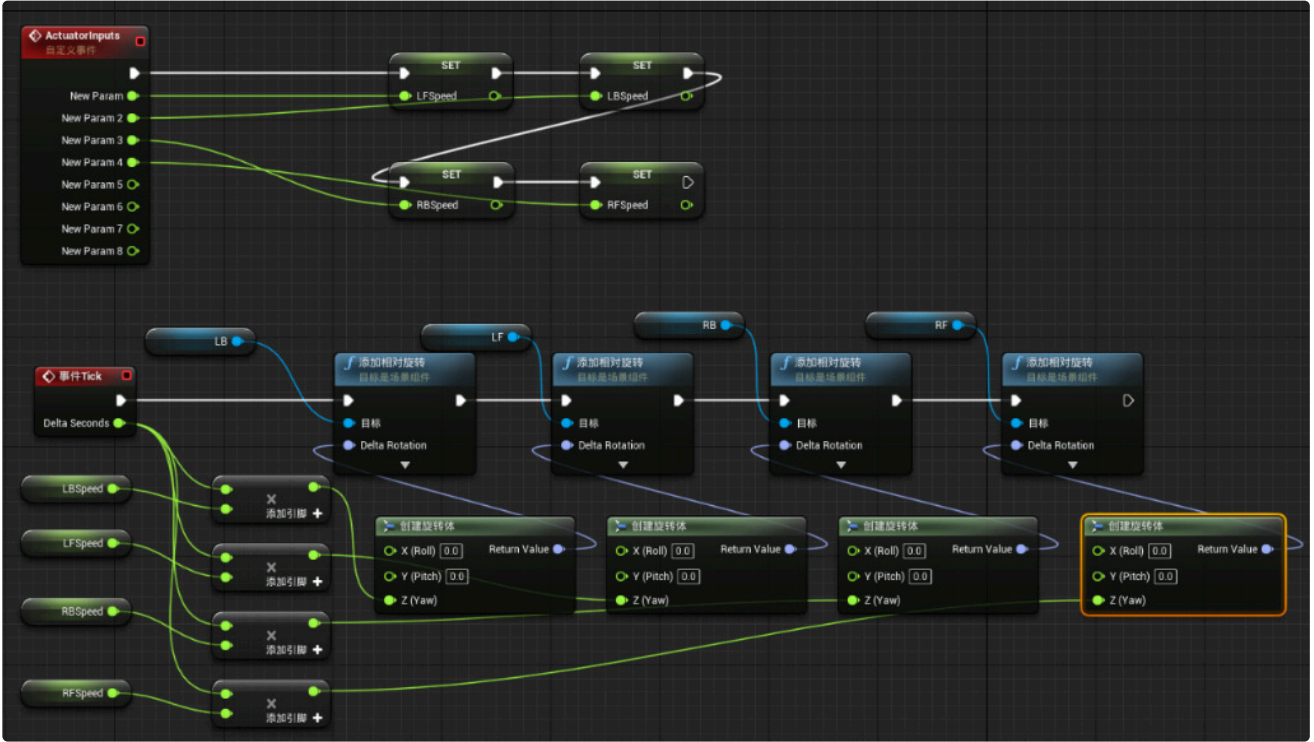 ActuatorInputs
自定义事件
New Param
New Param 2
New Param 3
New Param 4
New Param 5
New Param 6
New Param 7
New Param 8
SET
LFSpeed
SET
LBSpeed
SET
RBSpeed
SET
RFSpeed
LB
LF
RB
RF
事件Tick
Delta Seconds
添加相对旋转
目标是场景组件
目标
Delta Rotation
添加相对旋转
目标是场景组件
目标
Delta Rotation
添加相对旋转
目标是场景组件
目标
Delta Rotation
添加相对旋转
目标是场景组件
目标
Delta Rotation
LBSpeed
LFSpeed
RBSpeed
RFSpeed
×
添加引脚 +
×
添加引脚 +
×
添加引脚 +
×
添加引脚 +
创建旋转体
X (Roll) 0.0 Return Value
Y (Pitch) 0.0
Z (Yaw)
创建旋转体
X (Roll) 0.0 Return Value
Y (Pitch) 0.0
Z (Yaw)
创建旋转体
X (Roll) 0.0 Return Value
Y (Pitch) 0.0
Z (Yaw)
创建旋转体
X (Roll) 0.0 Return Value
Y (Pitch) 0.0
Z (Yaw)